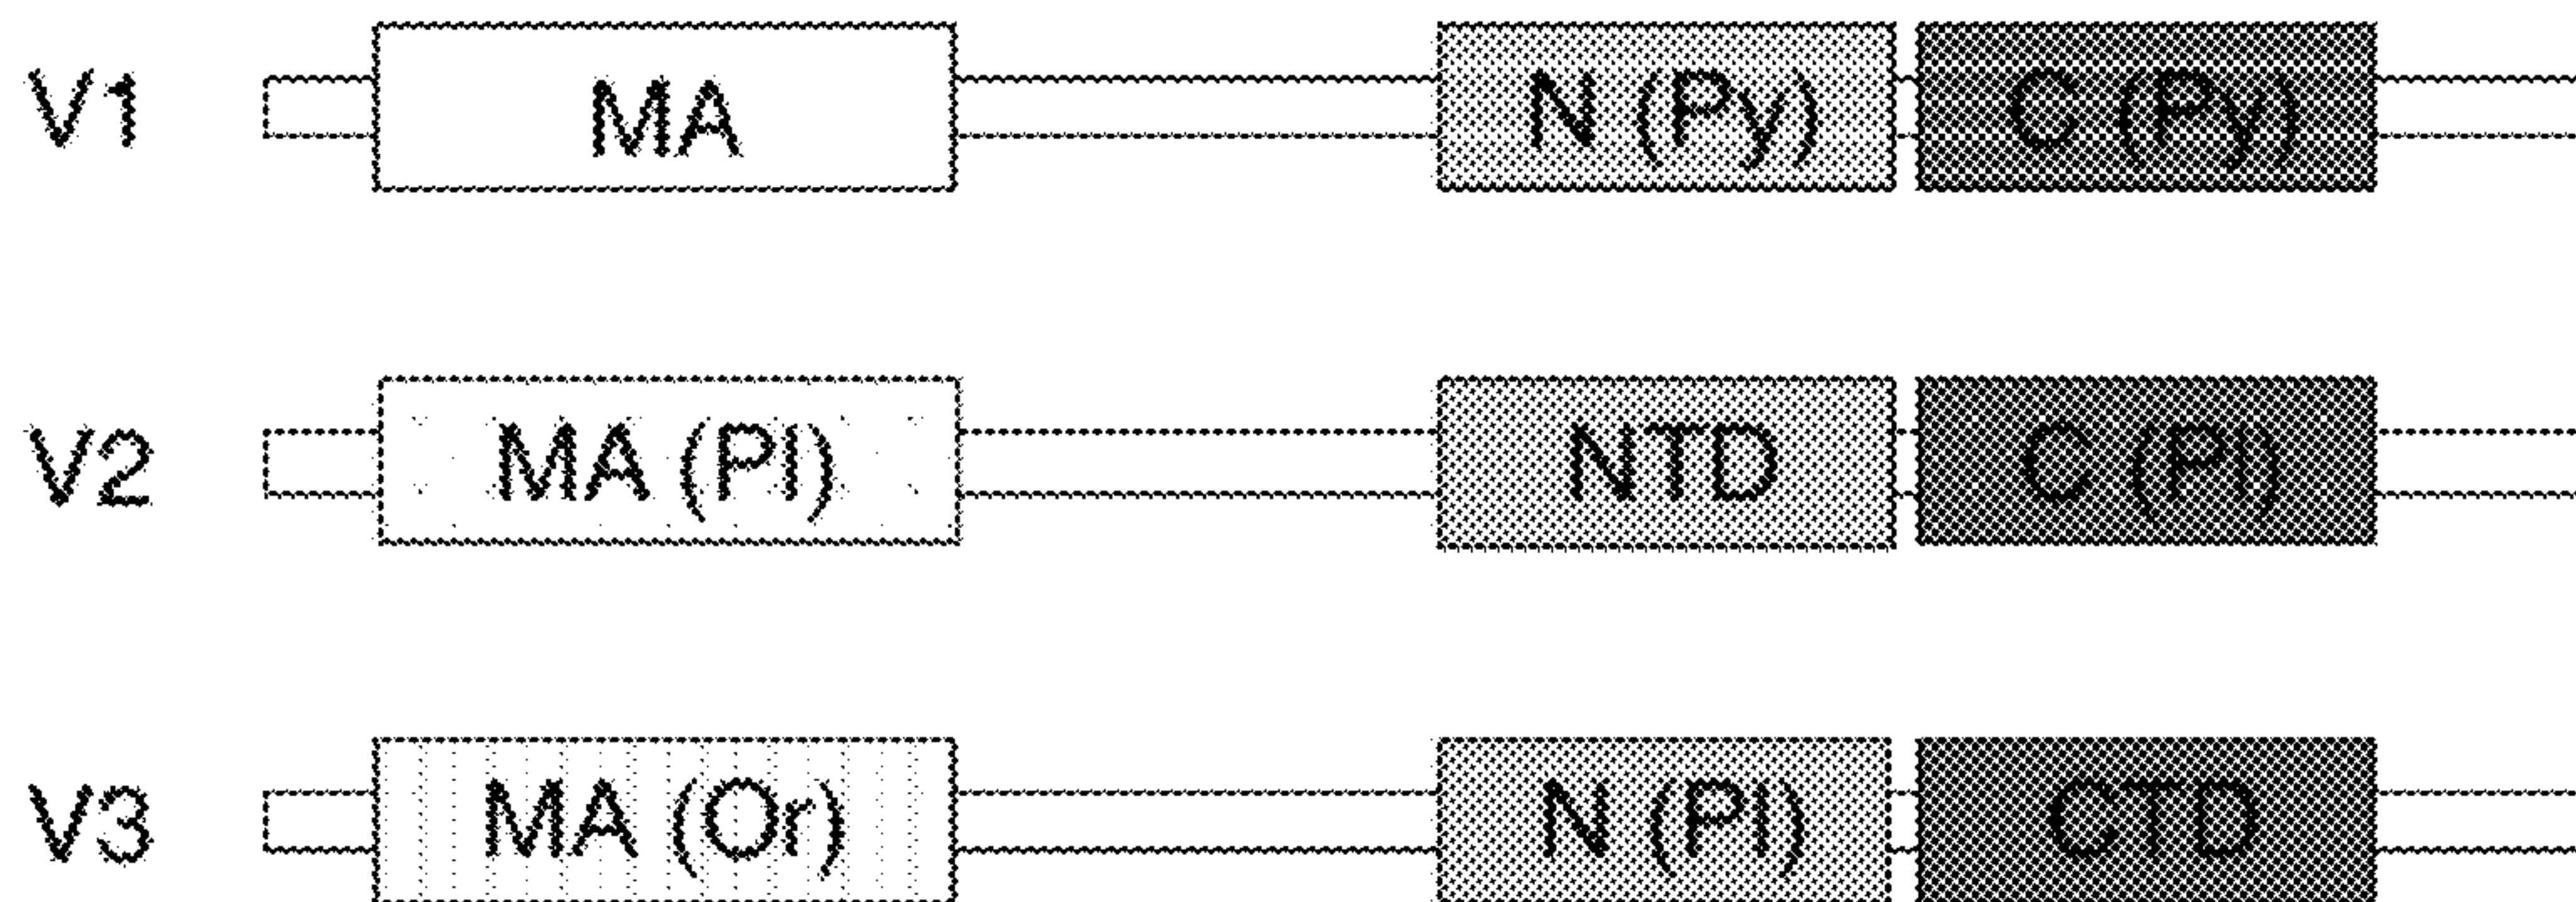 V1 MA N (Py) C (Py)
V2 MA (Pl) NTD C (Pl)
V3 MA (Or) N (Pl) CTD